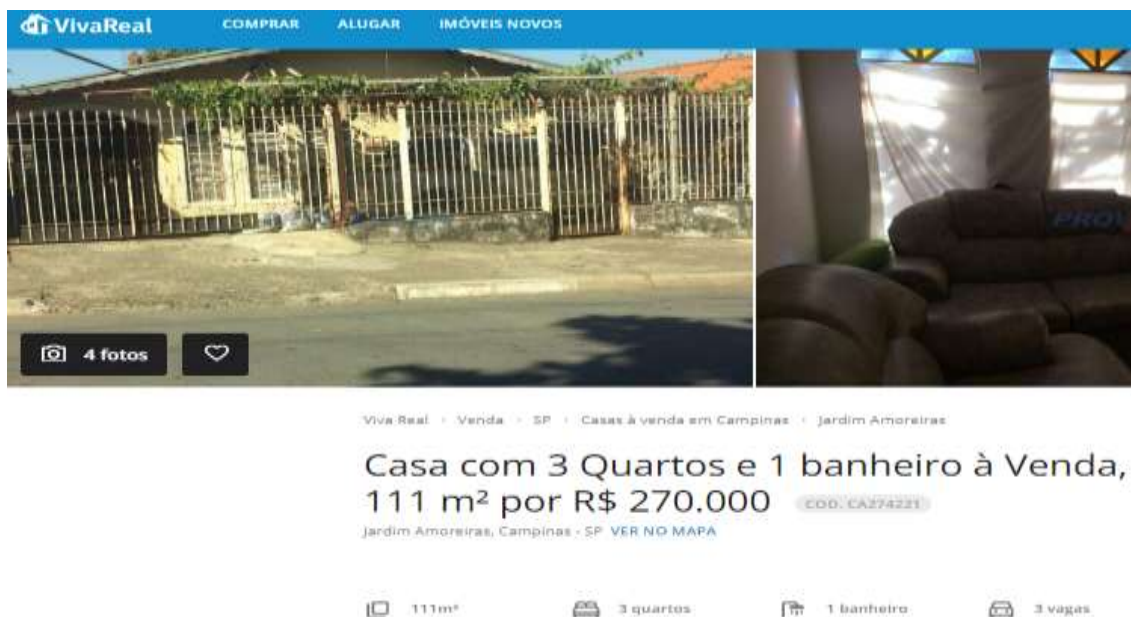 VivaReal
COMPRAR ALUGAR IMÓVEIS NOVOS
4 fotos
Viva Real › Venda › SP › Casas à venda em Campinas › Jardim Amoreiras
Casa com 3 Quartos e 1 banheiro à Venda,
111 m² por R$ 270.000 COD. CA274221
Jardim Amoreiras, Campinas - SP VER NO MAPA
111m² 3 quartos 1 banheiro 3 vagas